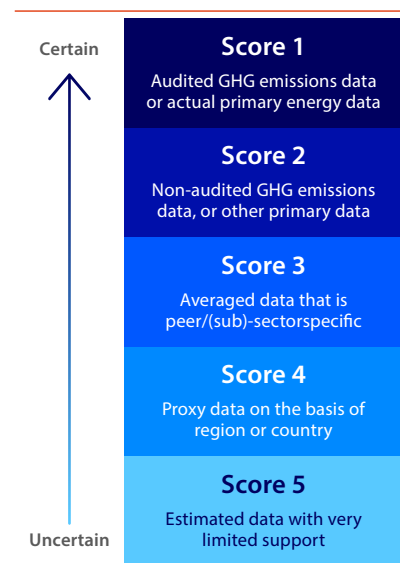 Certain
Score 1
Audited GHG emissions data
or actual primary energy data
Score 2
Non-audited GHG emissions
data, or other primary data
Score 3
Averaged data that is
peer/(sub)-sectorspecific
Score 4
Proxy data on the basis of
region or country
Score 5
Estimated data with very
limited support
Uncertain